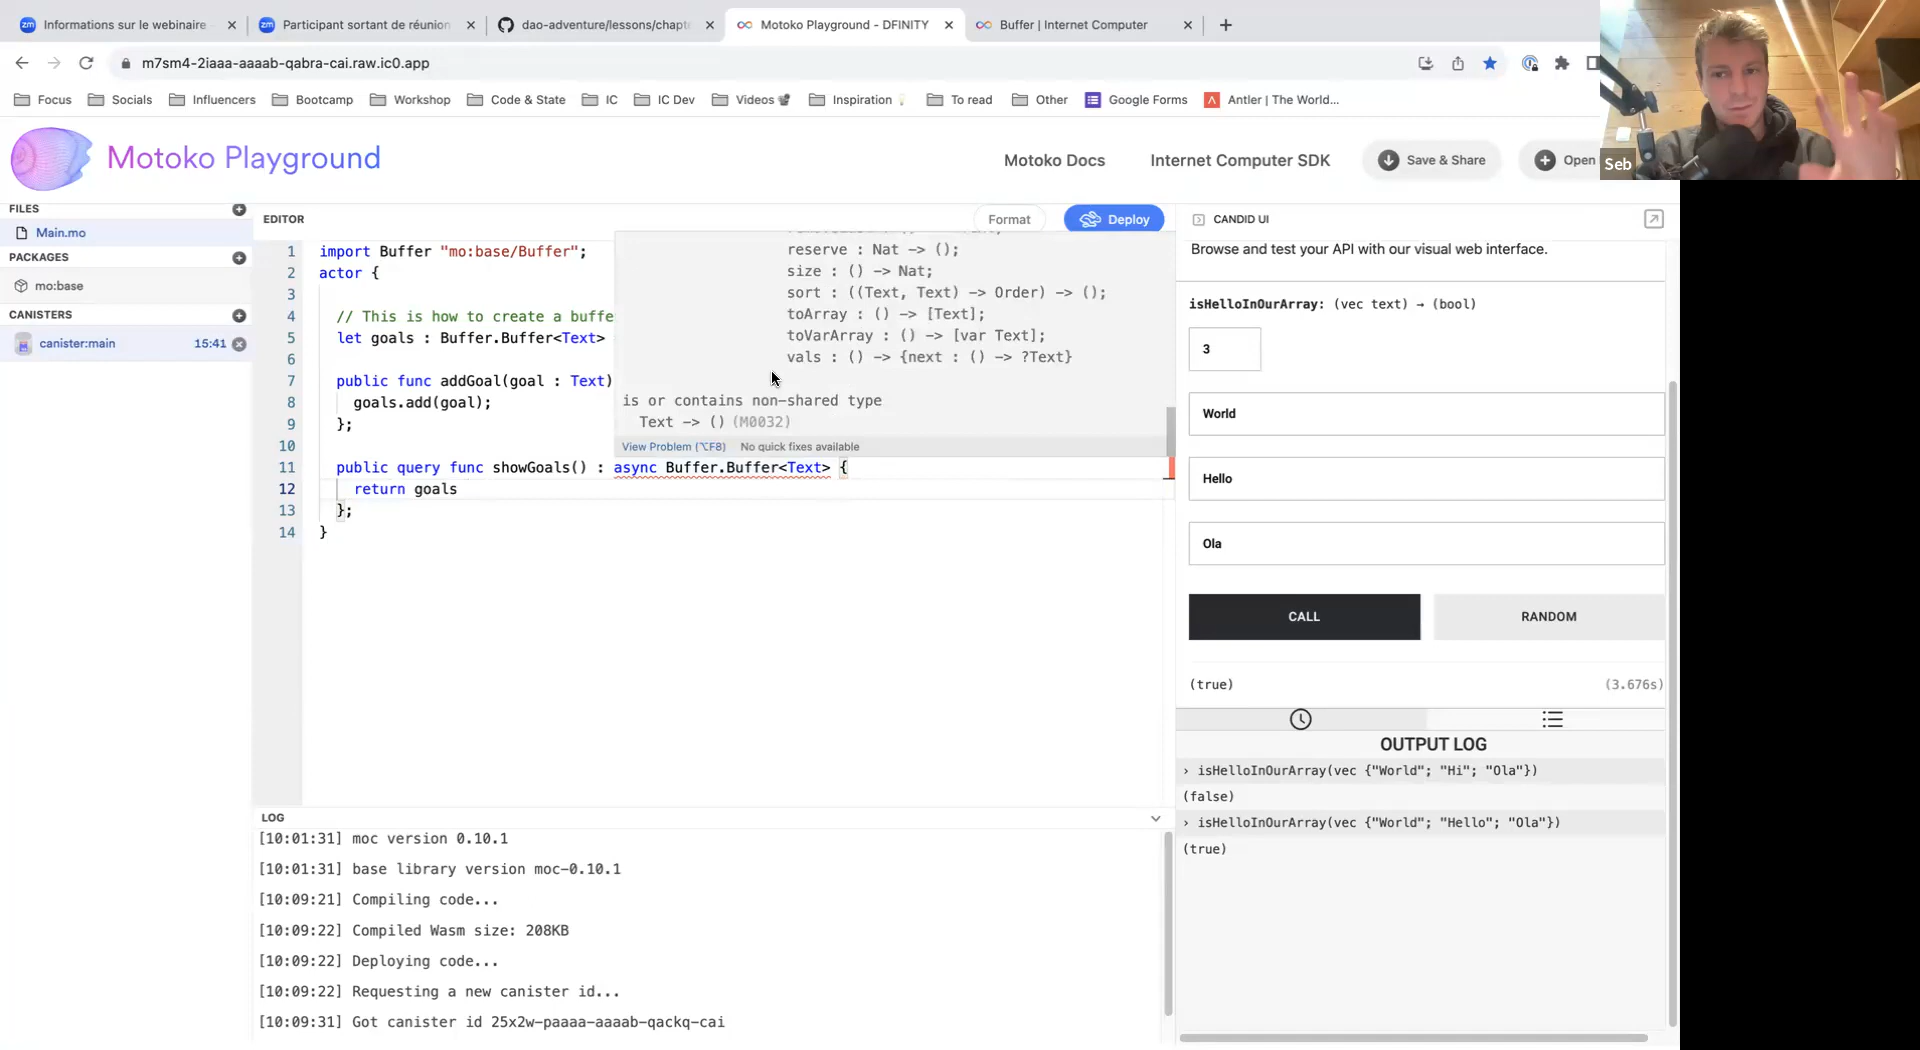 Informations sur le webinaire
Participant sortant de réunion
dao-adventure/lessons/chapt
Motoko Playground - DFINITY
Buffer | Internet Computer
m7sm4-2iaaa-aaaab-qabra-cai.raw.ic0.app
Focus
Socials
Influencers
Bootcamp
Workshop
Code & State
IC
IC Dev
Videos
Inspiration
To read
Other
Google Forms
Antler | The World...
Seb
Motoko Playground
Motoko Docs
Internet Computer SDK
Save & Share
Open
FILES
Main.mo
PACKAGES
mo:base
CANISTERS
canister:main 15:41
EDITOR
Format
Deploy
1 import Buffer "mo:base/Buffer";
2 actor {
3
4 // This is how to create a buffe
5 let goals : Buffer.Buffer<Text>
6
7 public func addGoal(goal : Text)
8 goals.add(goal);
9 };
10
11 public query func showGoals() : async Buffer.Buffer<Text> {
12 return goals
13 };
14 }
reserve : Nat -> ();
size : () -> Nat;
sort : ((Text, Text) -> Order) -> ();
toArray : () -> [Text];
toVarArray : () -> [var Text];
vals : () -> {next : () -> ?Text}
is or contains non-shared type
Text -> () (M0032)
View Problem (⌥F8) No quick fixes available
LOG
[10:01:31] moc version 0.10.1
[10:01:31] base library version moc-0.10.1
[10:09:21] Compiling code...
[10:09:22] Compiled Wasm size: 208KB
[10:09:22] Deploying code...
[10:09:22] Requesting a new canister id...
[10:09:31] Got canister id 25x2w-paaaa-aaaab-qackq-cai
CANDID UI
Browse and test your API with our visual web interface.
isHelloInOurArray: (vec text) → (bool)
3
World
Hello
Ola
CALL
RANDOM
(true) (3.676s)
OUTPUT LOG
› isHelloInOurArray(vec {"World"; "Hi"; "Ola"})
(false)
› isHelloInOurArray(vec {"World"; "Hello"; "Ola"})
(true)